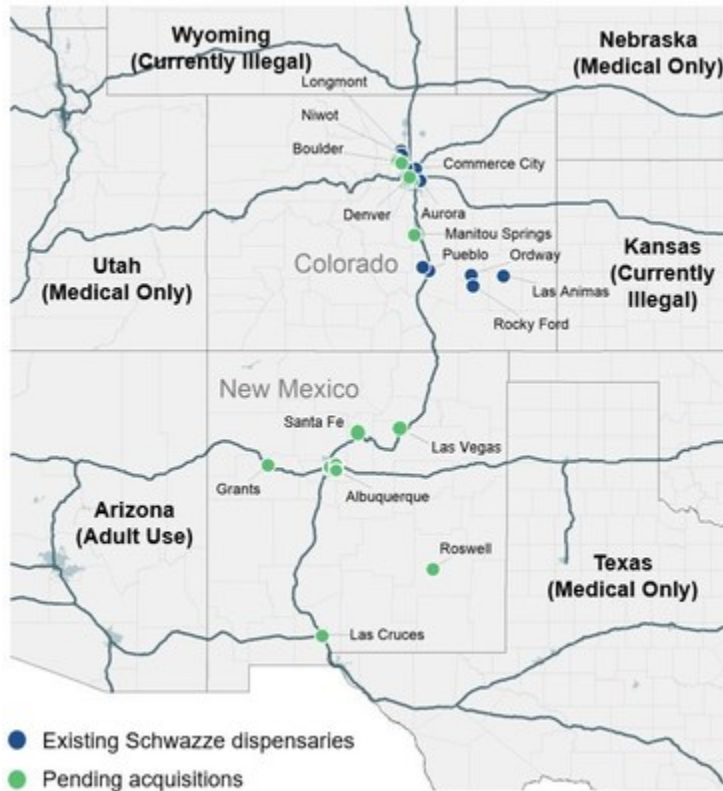 Wyoming
(Currently Illegal)
Nebraska
(Medical Only)
Longmont
Niwot
Boulder
Commerce City
Denver
Aurora
Manitou Springs
Colorado
Pueblo
Ordway
Kansas
(Currently
Illegal)
Utah
(Medical Only)
Las Animas
Rocky Ford
New Mexico
Santa Fe
Las Vegas
Grants
Albuquerque
Arizona
(Adult Use)
Roswell
Texas
(Medical Only)
Las Cruces
Existing Schwazze dispensaries
Pending acquisitions